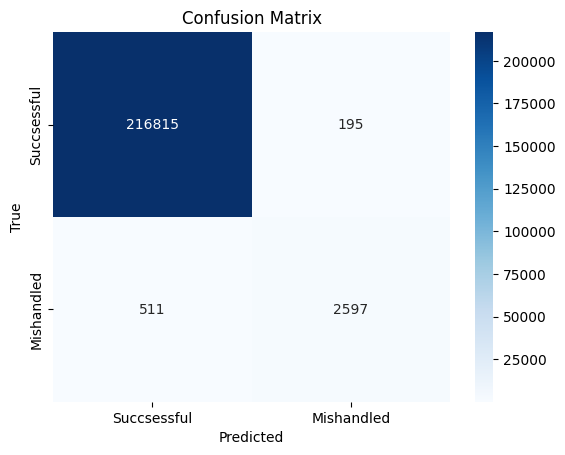 Confusion Matrix
Succsessful
Mishandled
True
216815
195
511
2597
Succsessful
Mishandled
Predicted
200000
175000
150000
125000
100000
75000
50000
25000